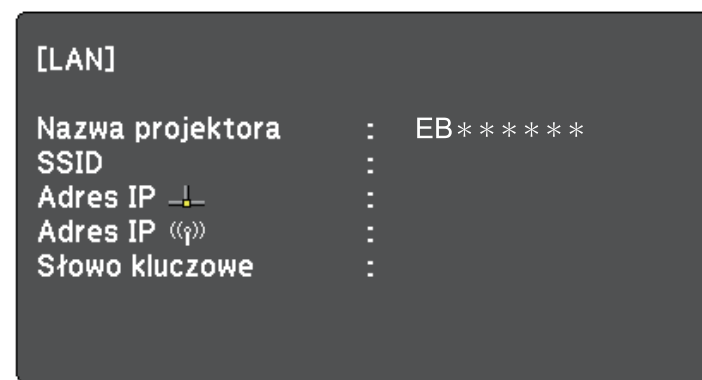 [LAN]
Nazwa projektora : EB******
SSID :
Adres IP :
Adres IP :
Słowo kluczowe :